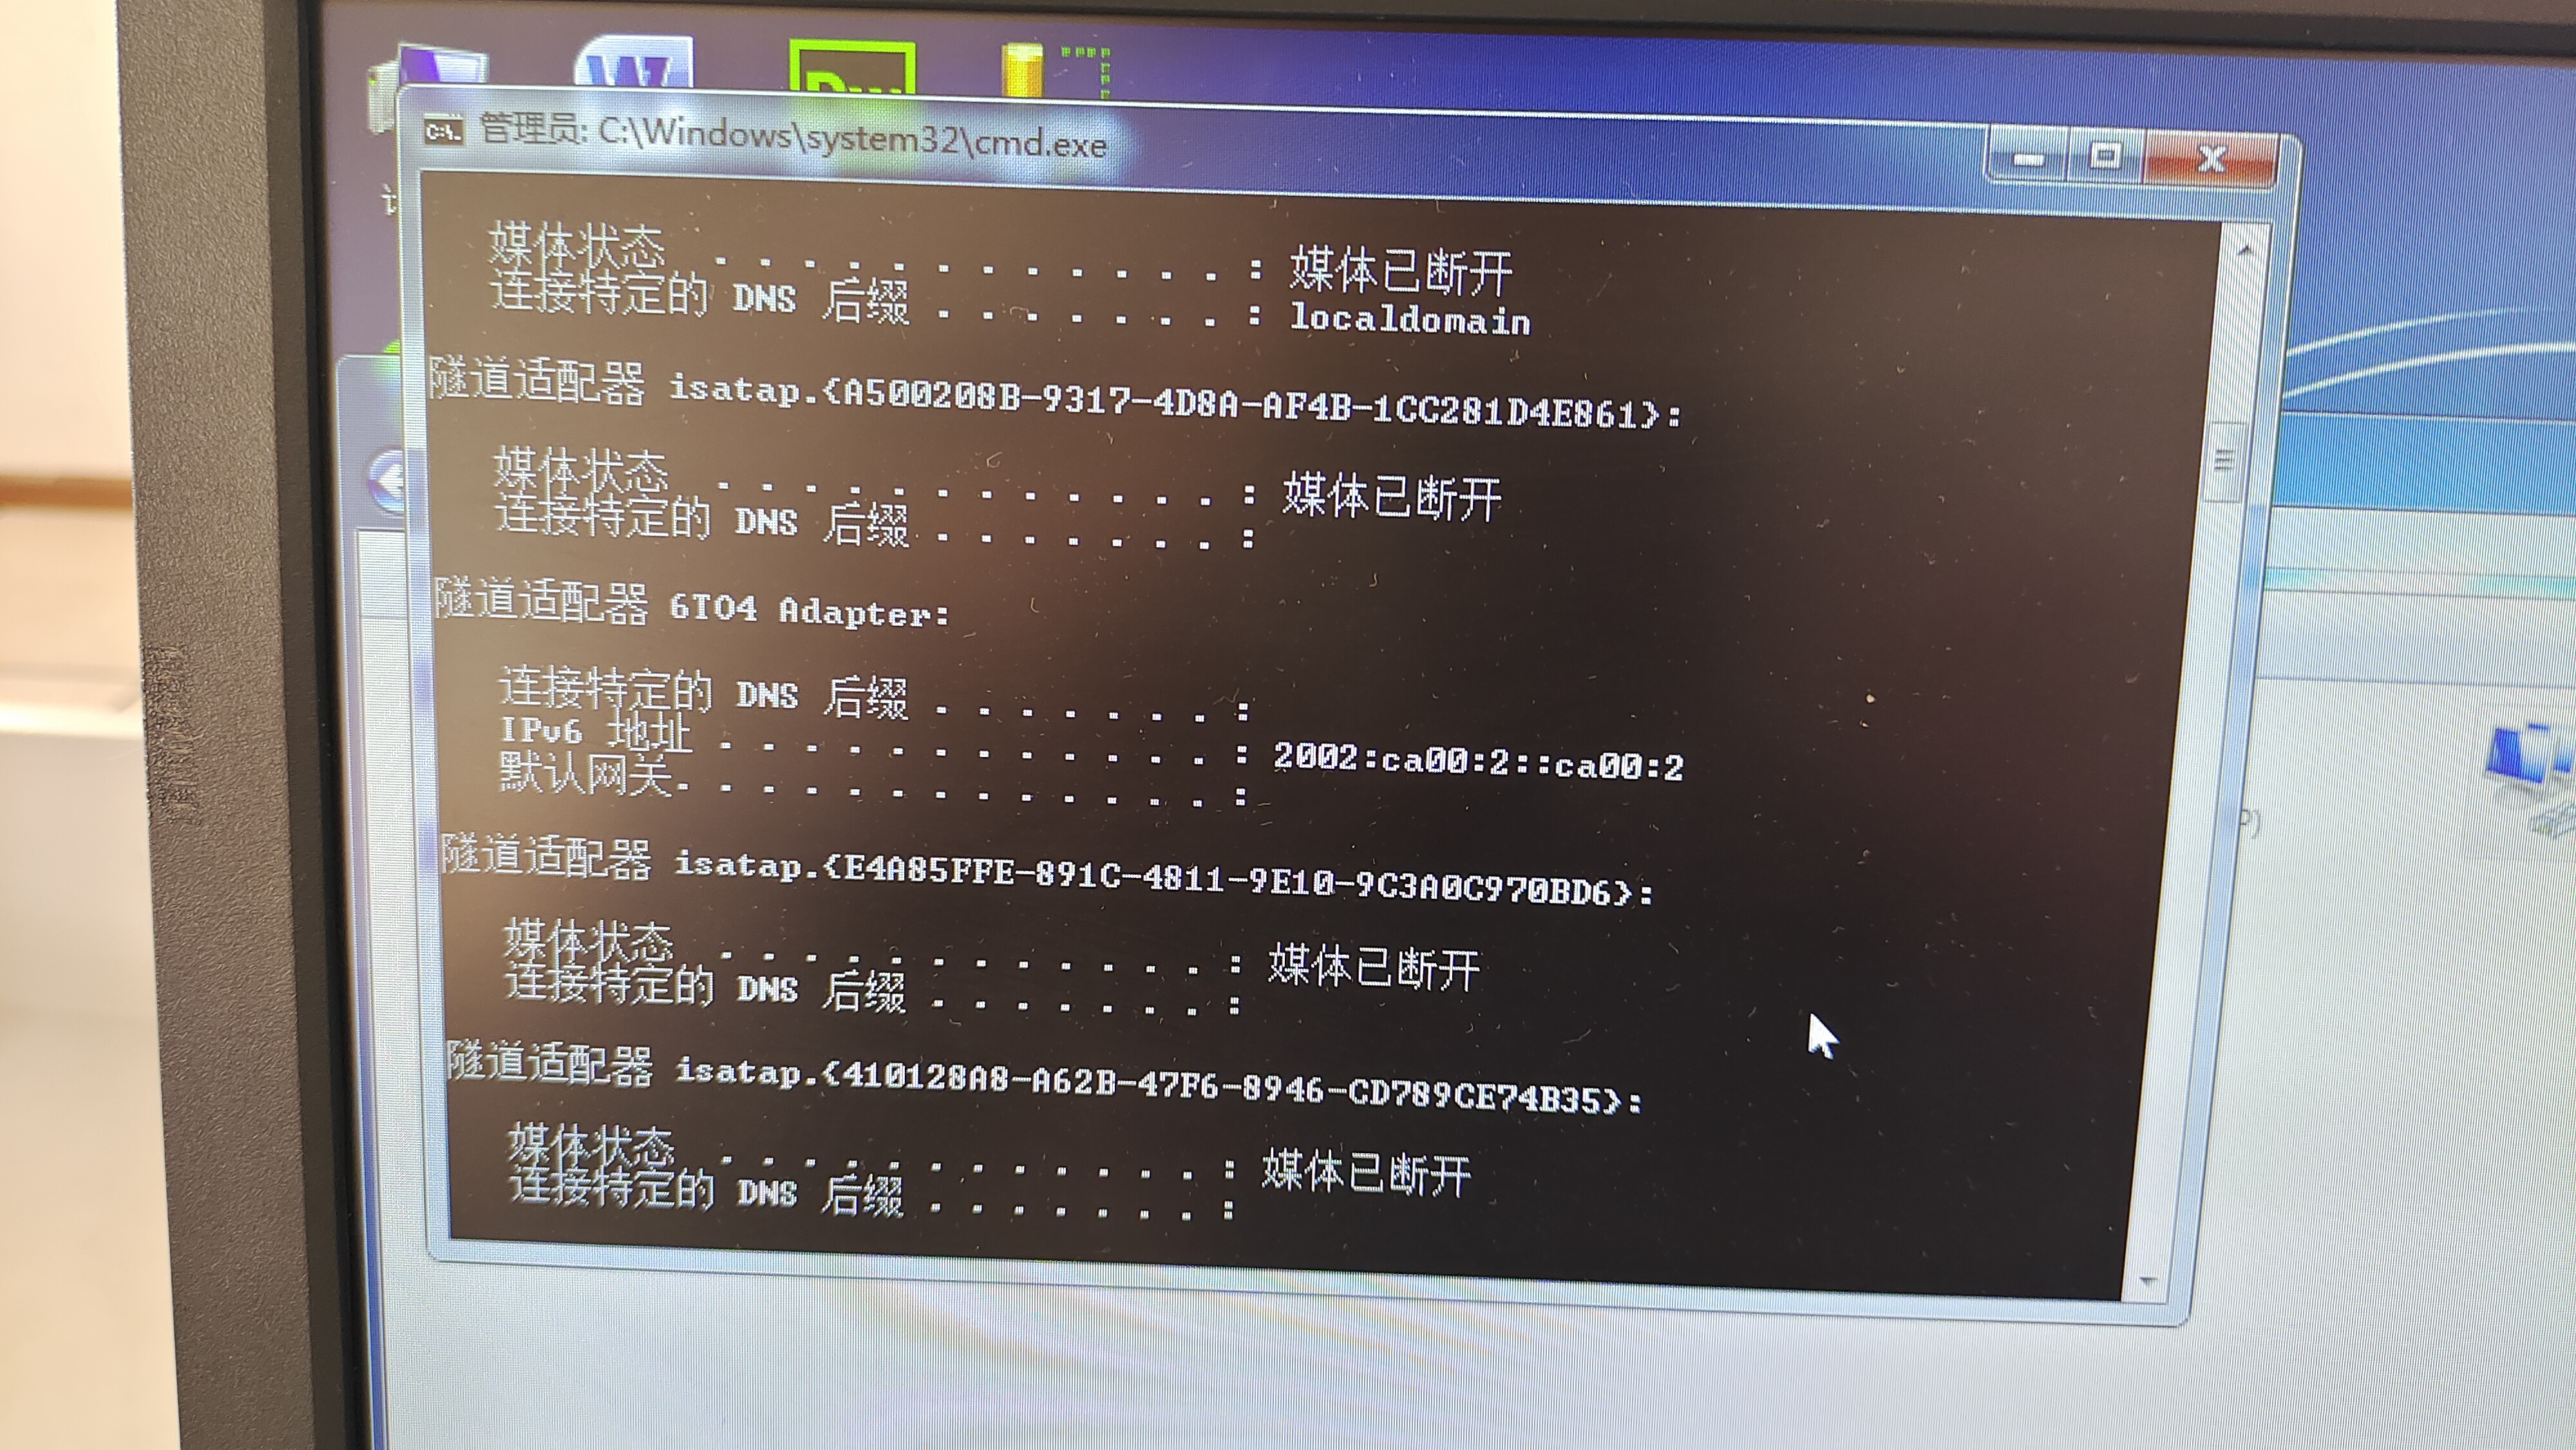 管理员: C:\Windows\system32\cmd.exe
媒体状态 . . . . . . . . . . . . : 媒体已断开
连接特定的 DNS 后缀 . . . . . . . : localdomain
隧道适配器 isatap.{A500208B-9317-4D8A-AF4B-1CC281D4E861}:
媒体状态 . . . . . . . . . . . . : 媒体已断开
连接特定的 DNS 后缀 . . . . . . . :
隧道适配器 6TO4 Adapter:
连接特定的 DNS 后缀 . . . . . . . :
IPv6 地址 . . . . . . . . . . . . : 2002:ca00:2::ca00:2
默认网关. . . . . . . . . . . . . :
隧道适配器 isatap.{E4A85FFE-891C-4811-9E10-9C3A0C970BD6}:
媒体状态 . . . . . . . . . . . . : 媒体已断开
连接特定的 DNS 后缀 . . . . . . . :
隧道适配器 isatap.{410128A8-A62B-47F6-8946-CD789CE74B35}:
媒体状态 . . . . . . . . . . . . : 媒体已断开
连接特定的 DNS 后缀 . . . . . . . :